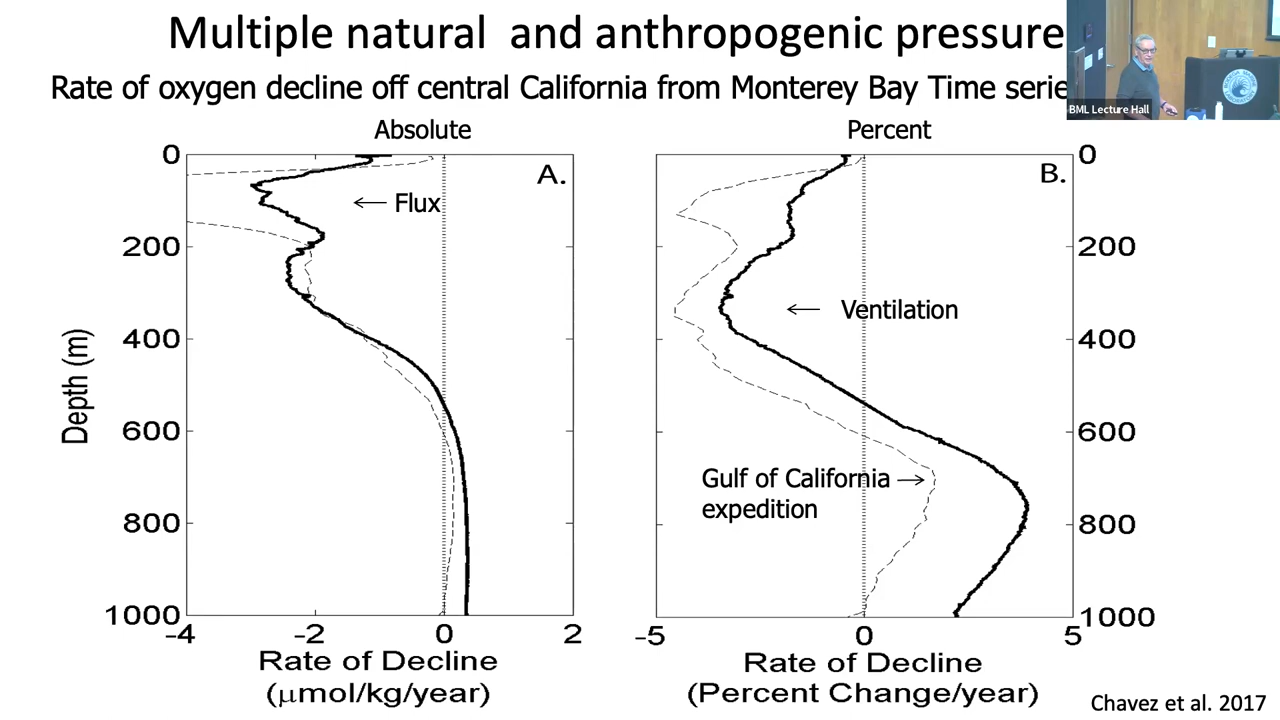 Multiple natural and anthropogenic pressure
Rate of oxygen decline off central California from Monterey Bay Time serie
BML Lecture Hall
Absolute
Percent
0
200
400
600
800
1000
Depth (m)
A.
Flux
-4
-2
0
2
Rate of Decline
(μmol/kg/year)
B.
Ventilation
Gulf of California
expedition
0
200
400
600
800
1000
-5
0
5
Rate of Decline
(Percent Change/year)
Chavez et al. 2017